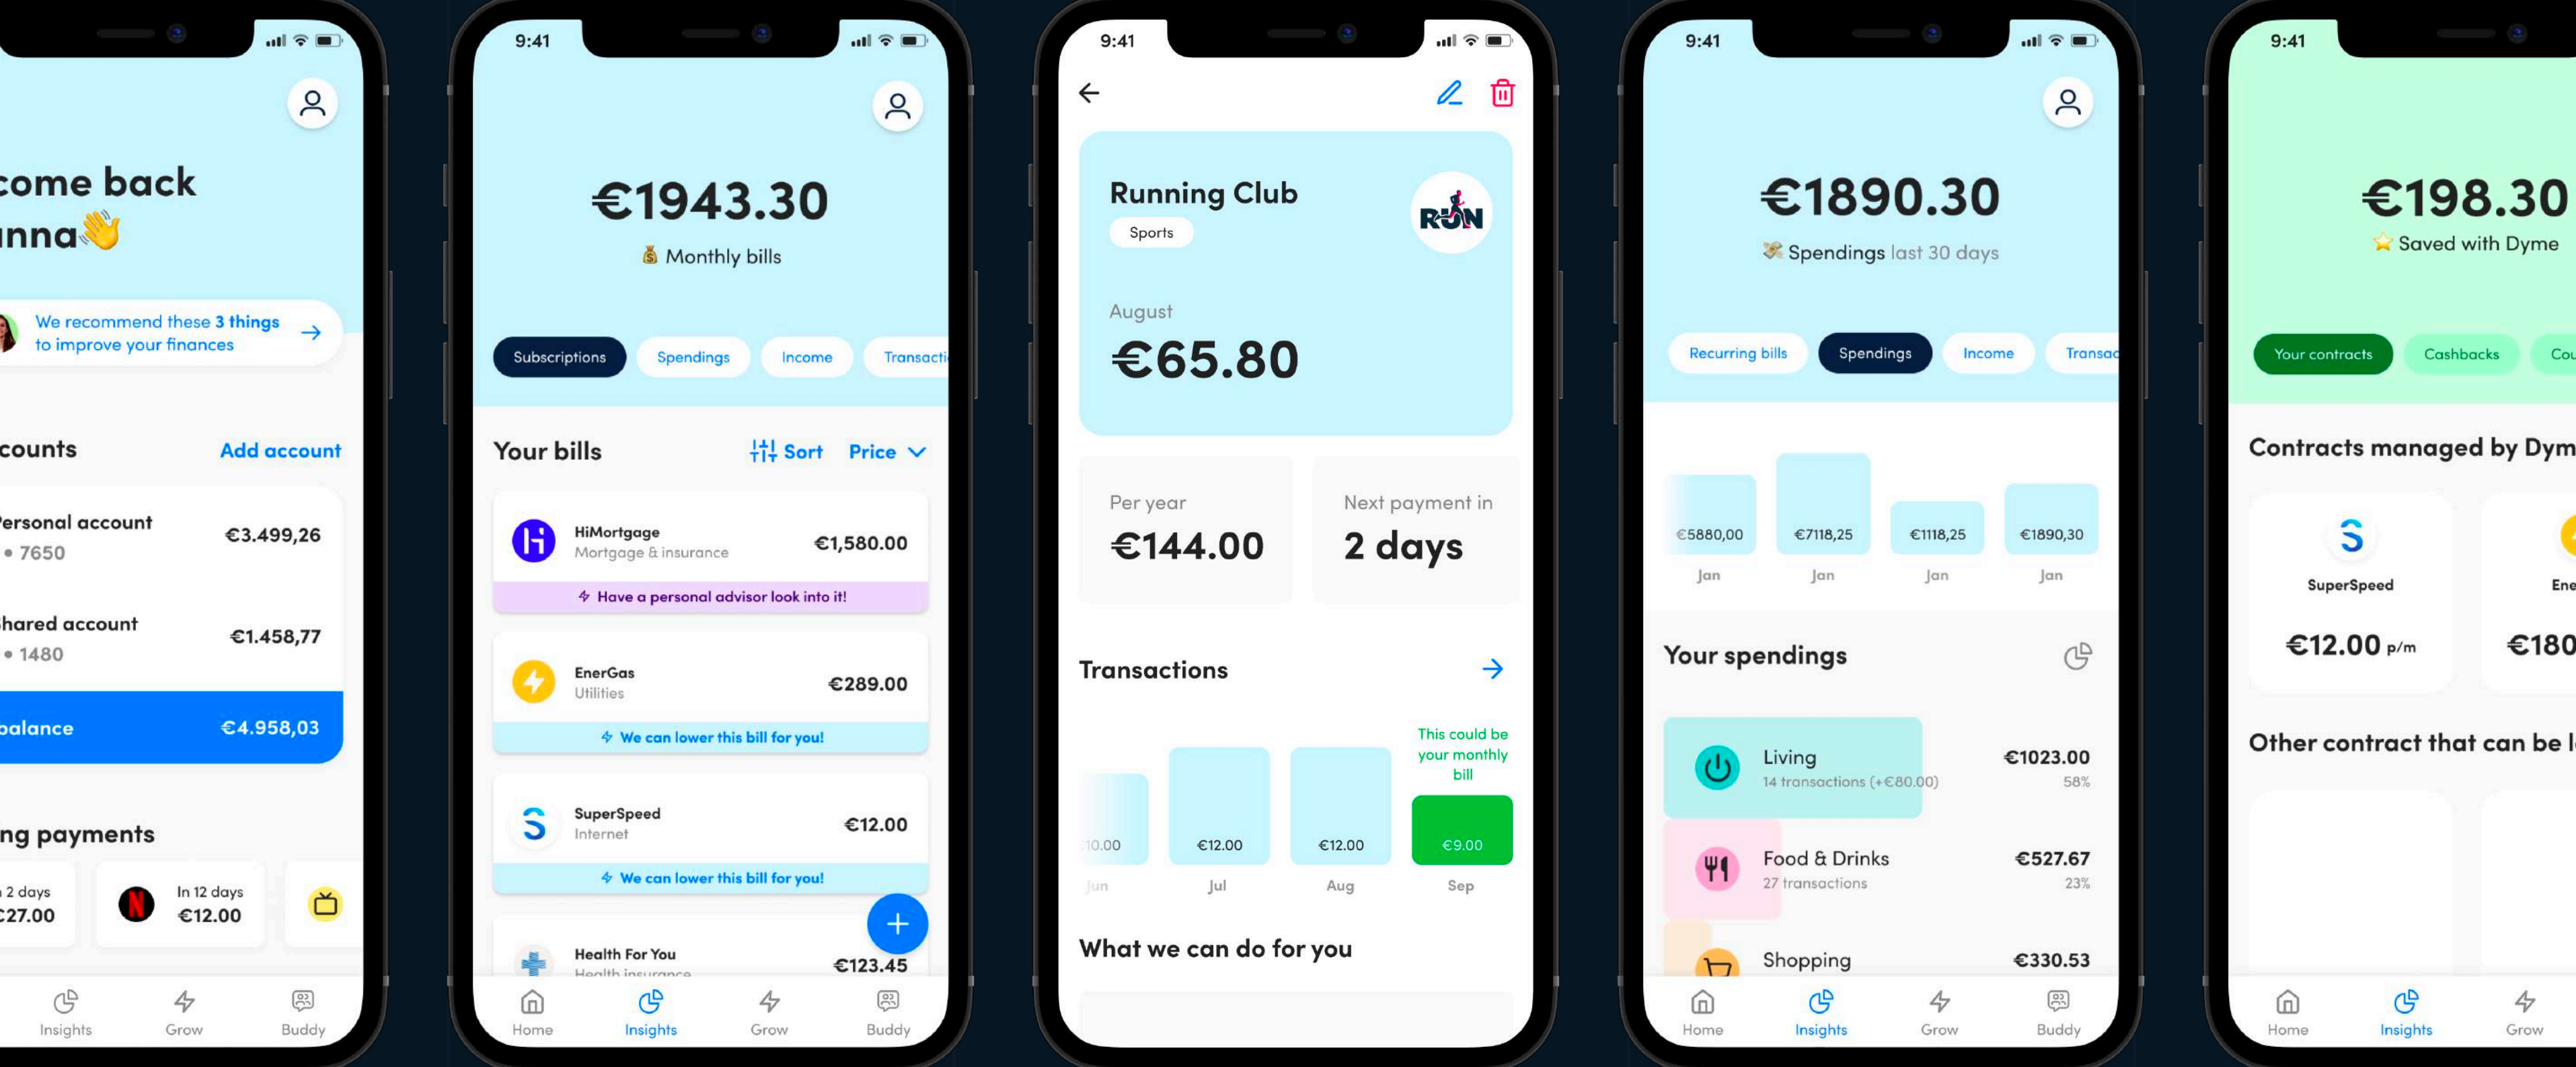 come back
nna👋
We recommend these 3 things
to improve your finances
counts
Add account
Personal account
€3.499,26
• 7650
Shared account
€1.458,77
• 1480
balance
€4.958,03
ng payments
2 days
€27.00
N
In 12 days
€12.00
Insights
Grow
Buddy
9:41
€1943.30
💰 Monthly bills
Subscriptions
Spendings
Income
Transacti
Your bills
Sort
Price
HiMortgage
Mortgage & insurance
€1,580.00
Have a personal advisor look into it!
EnerGas
Utilities
€289.00
We can lower this bill for you!
SuperSpeed
Internet
€12.00
We can lower this bill for you!
Health For You
Health insurance
€123.45
Home
Insights
Grow
Buddy
9:41
Running Club
Sports
RUN
August
€65.80
Per year
€144.00
Next payment in
2 days
Transactions
This could be
your monthly
bill
10.00
€12.00
€12.00
€9.00
Jun
Jul
Aug
Sep
What we can do for you
9:41
€1890.30
💸 Spendings last 30 days
Recurring bills
Spendings
Income
Transac
€5880,00
€7118,25
€1118,25
€1890,30
Jan
Jan
Jan
Jan
Your spendings
Living
14 transactions (+€80.00)
€1023.00
58%
Food & Drinks
27 transactions
€527.67
23%
Shopping
€330.53
Home
Insights
Grow
Buddy
9:41
€198.30
⭐ Saved with Dyme
Your contracts
Cashbacks
Cou
Contracts managed by Dym
SuperSpeed
€12.00 p/m
Ene
€180
Other contract that can be l
Home
Insights
Grow